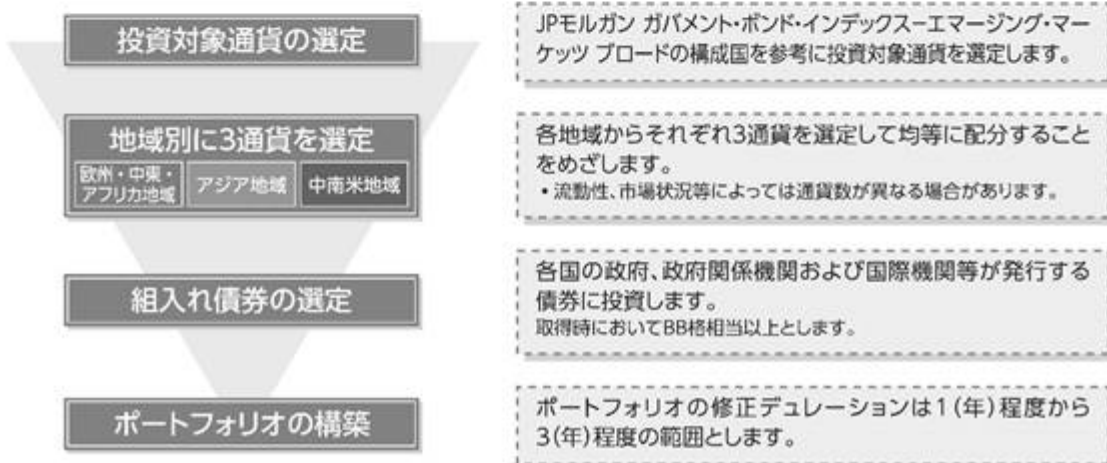 投資対象通貨の選定
JPモルガン ガバメント・ボンド・インデックス－エマージング・マー
ケッツ ブロードの構成国を参考に投資対象通貨を選定します。
地域別に3通貨を選定
欧州・中東・
アフリカ地域
アジア地域
中南米地域
各地域からそれぞれ3通貨を選定して均等に配分すること
をめざします。
・流動性、市場状況等によっては通貨数が異なる場合があります。
組入れ債券の選定
各国の政府、政府関係機関および国際機関等が発行する
債券に投資します。
取得時においてBB格相当以上とします。
ポートフォリオの構築
ポートフォリオの修正デュレーションは1(年)程度から
3(年)程度の範囲とします。